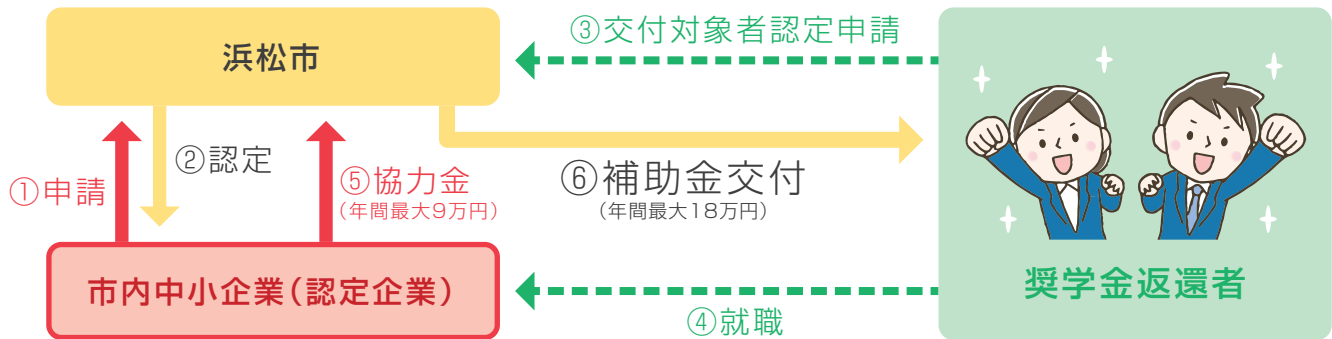 浜松市
③交付対象者認定申請
①申請
②認定
⑤協力金
（年間最大9万円）
⑥補助金交付
（年間最大18万円）
市内中小企業（認定企業）
④就職
奨学金返還者